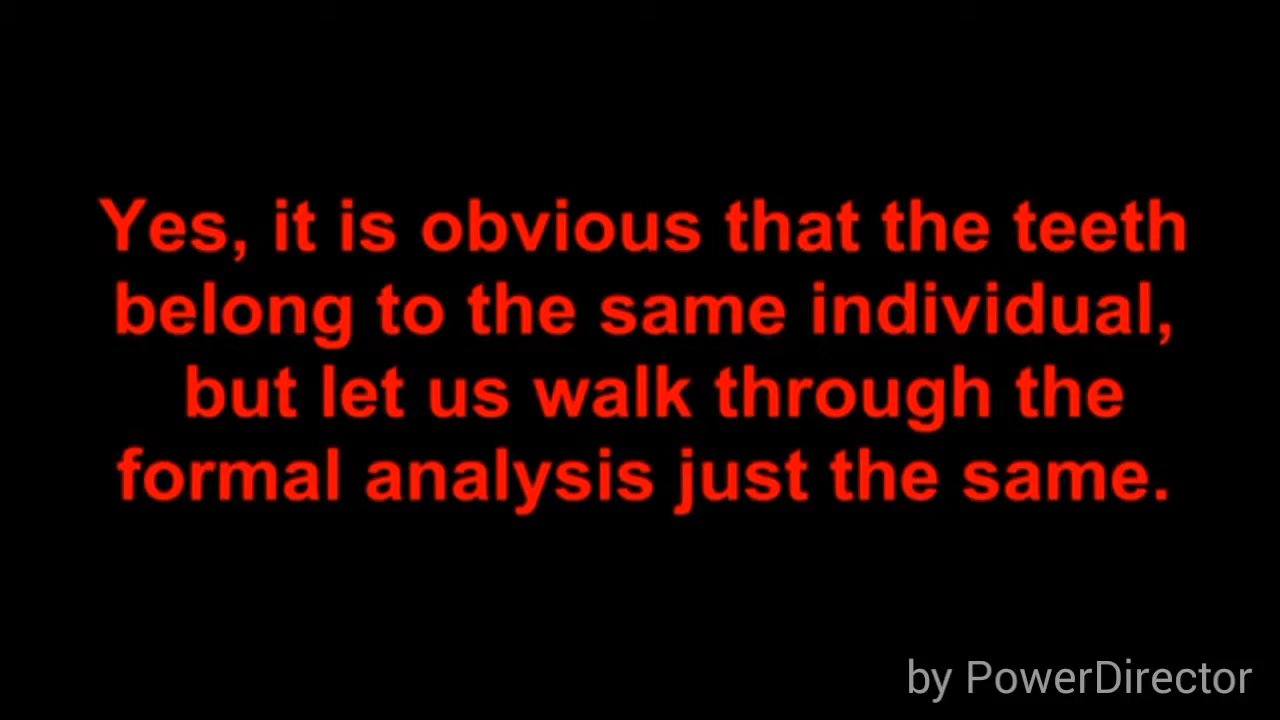 Yes, it is obvious that the teeth
belong to the same individual,
but let us walk through the
formal analysis just the same.
by PowerDirector